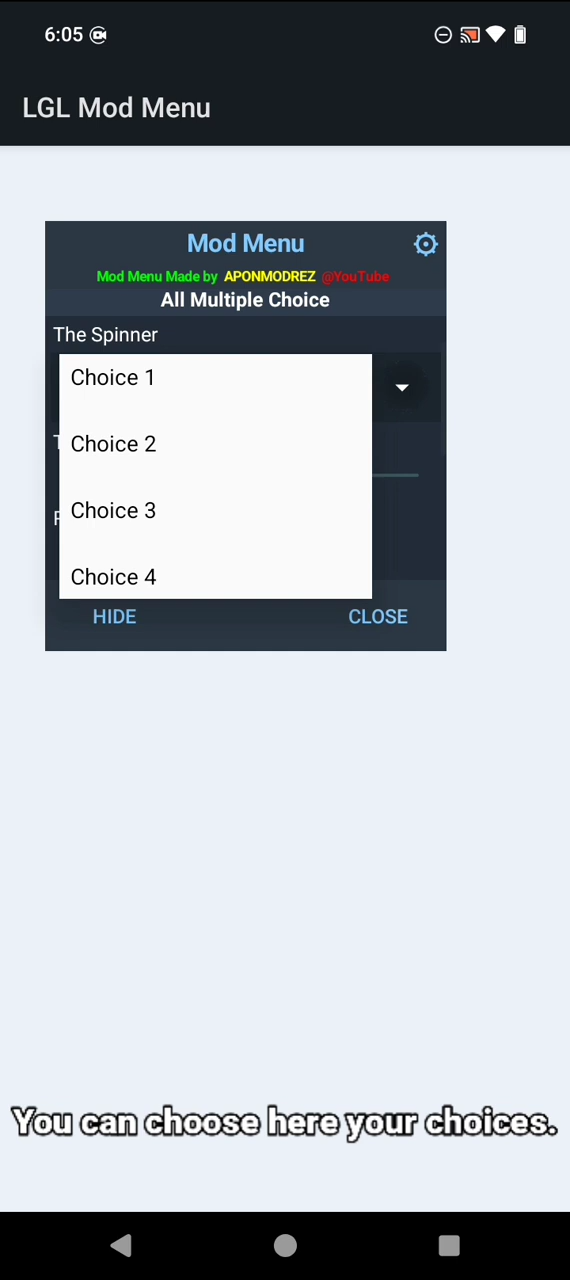 6:05
LGL Mod Menu
Mod Menu
Mod Menu Made by APONMODREZ @YouTube
All Multiple Choice
The Spinner
Choice 1
Choice 2
Choice 3
Choice 4
HIDE CLOSE
You can choose here your choices.